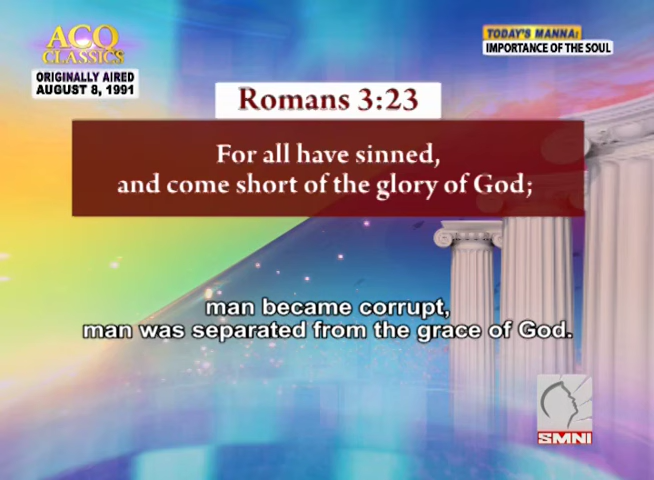 ACQ
CLASSICS
ORIGINALLY AIRED
AUGUST 8, 1991
TODAY'S MANNA:
IMPORTANCE OF THE SOUL
Romans 3:23
For all have sinned,
and come short of the glory of God;
man became corrupt,
man was separated from the grace of God.
SMNI